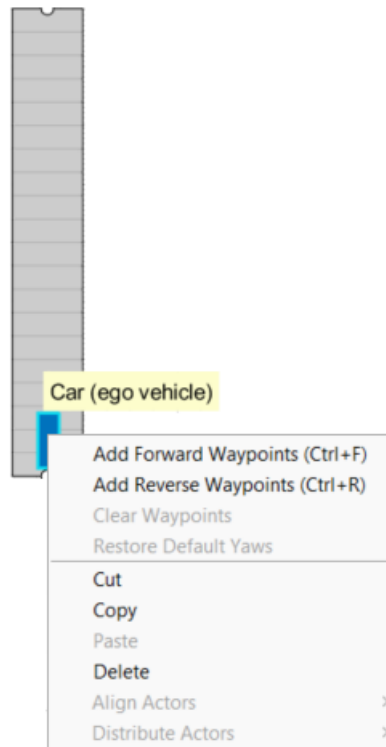 Car (ego vehicle)
Add Forward Waypoints (Ctrl+F)
Add Reverse Waypoints (Ctrl+R)
Clear Waypoints
Restore Default Yaws
Cut
Copy
Paste
Delete
Align Actors
Distribute Actors